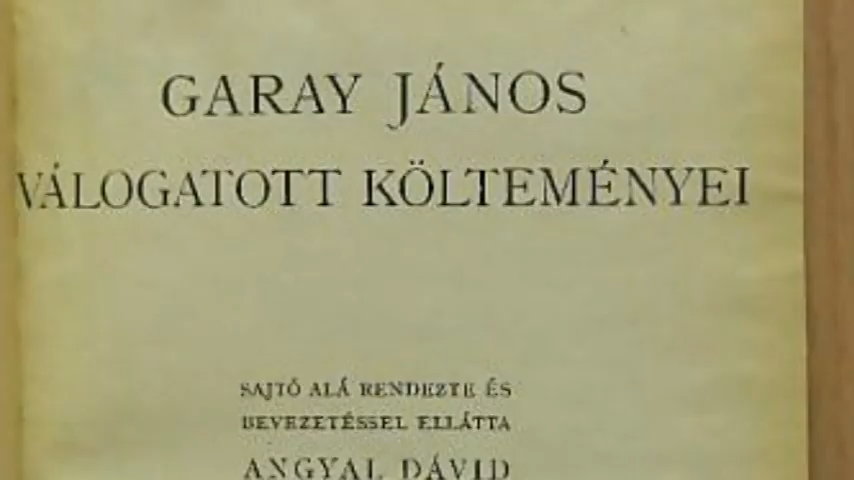 GARAY JÁNOS
VÁLOGATOTT KÖLTEMÉNYEI
SAJTÓ ALÁ RENDEZTE ÉS
BEVEZETÉSSEL ELLÁTTA
ANGYAL DÁVID